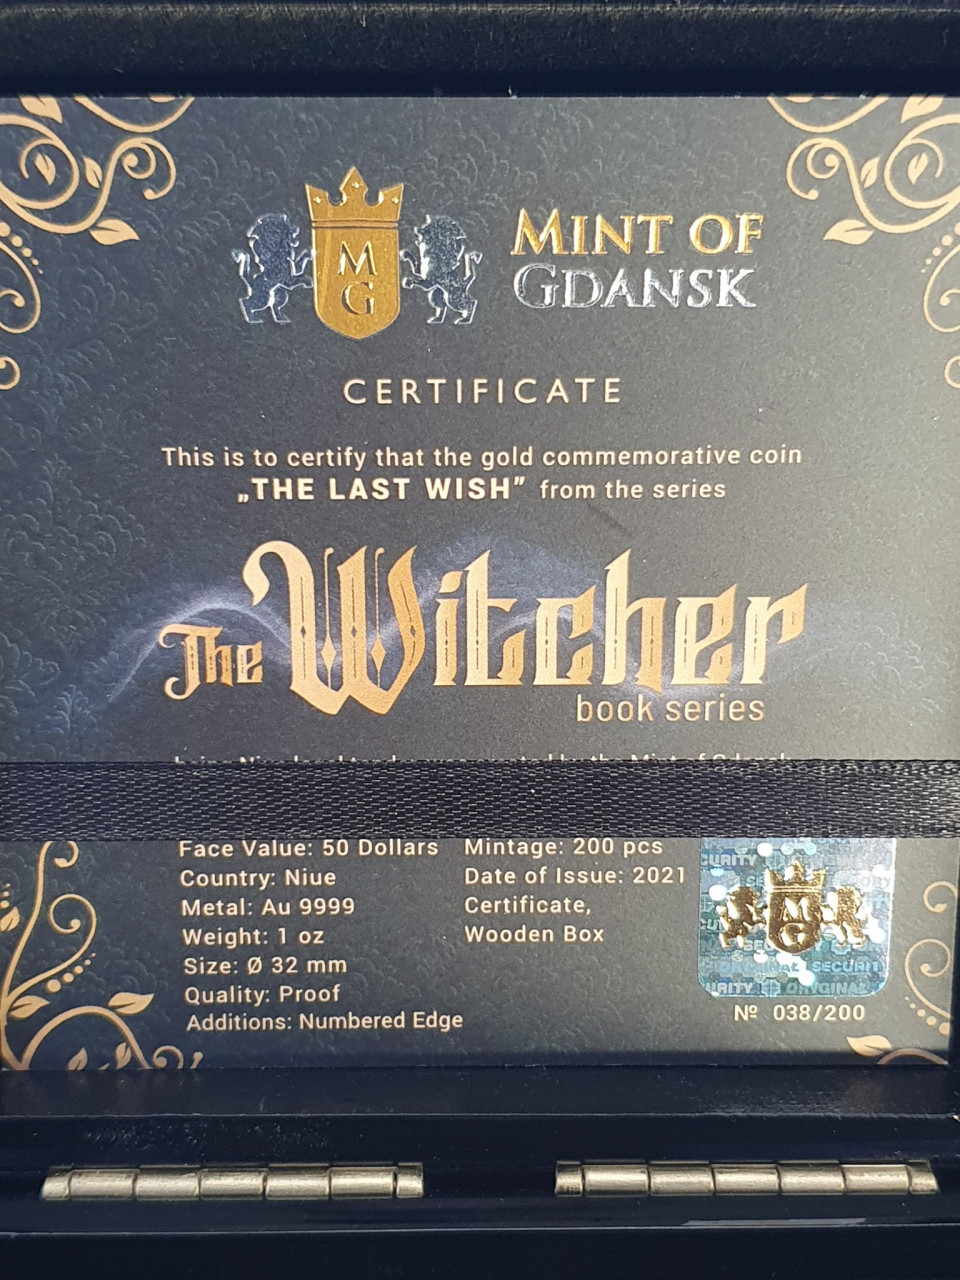 M
G
MINT OF
GDANSK
CERTIFICATE
This is to certify that the gold commemorative coin
„THE LAST WISH” from the series
The Witcher
book series
Face Value: 50 Dollars
Country: Niue
Metal: Au 9999
Weight: 1 oz
Size: Ø 32 mm
Quality: Proof
Additions: Numbered Edge
Mintage: 200 pcs
Date of Issue: 2021
Certificate,
Wooden Box
M
G
№ 038/200